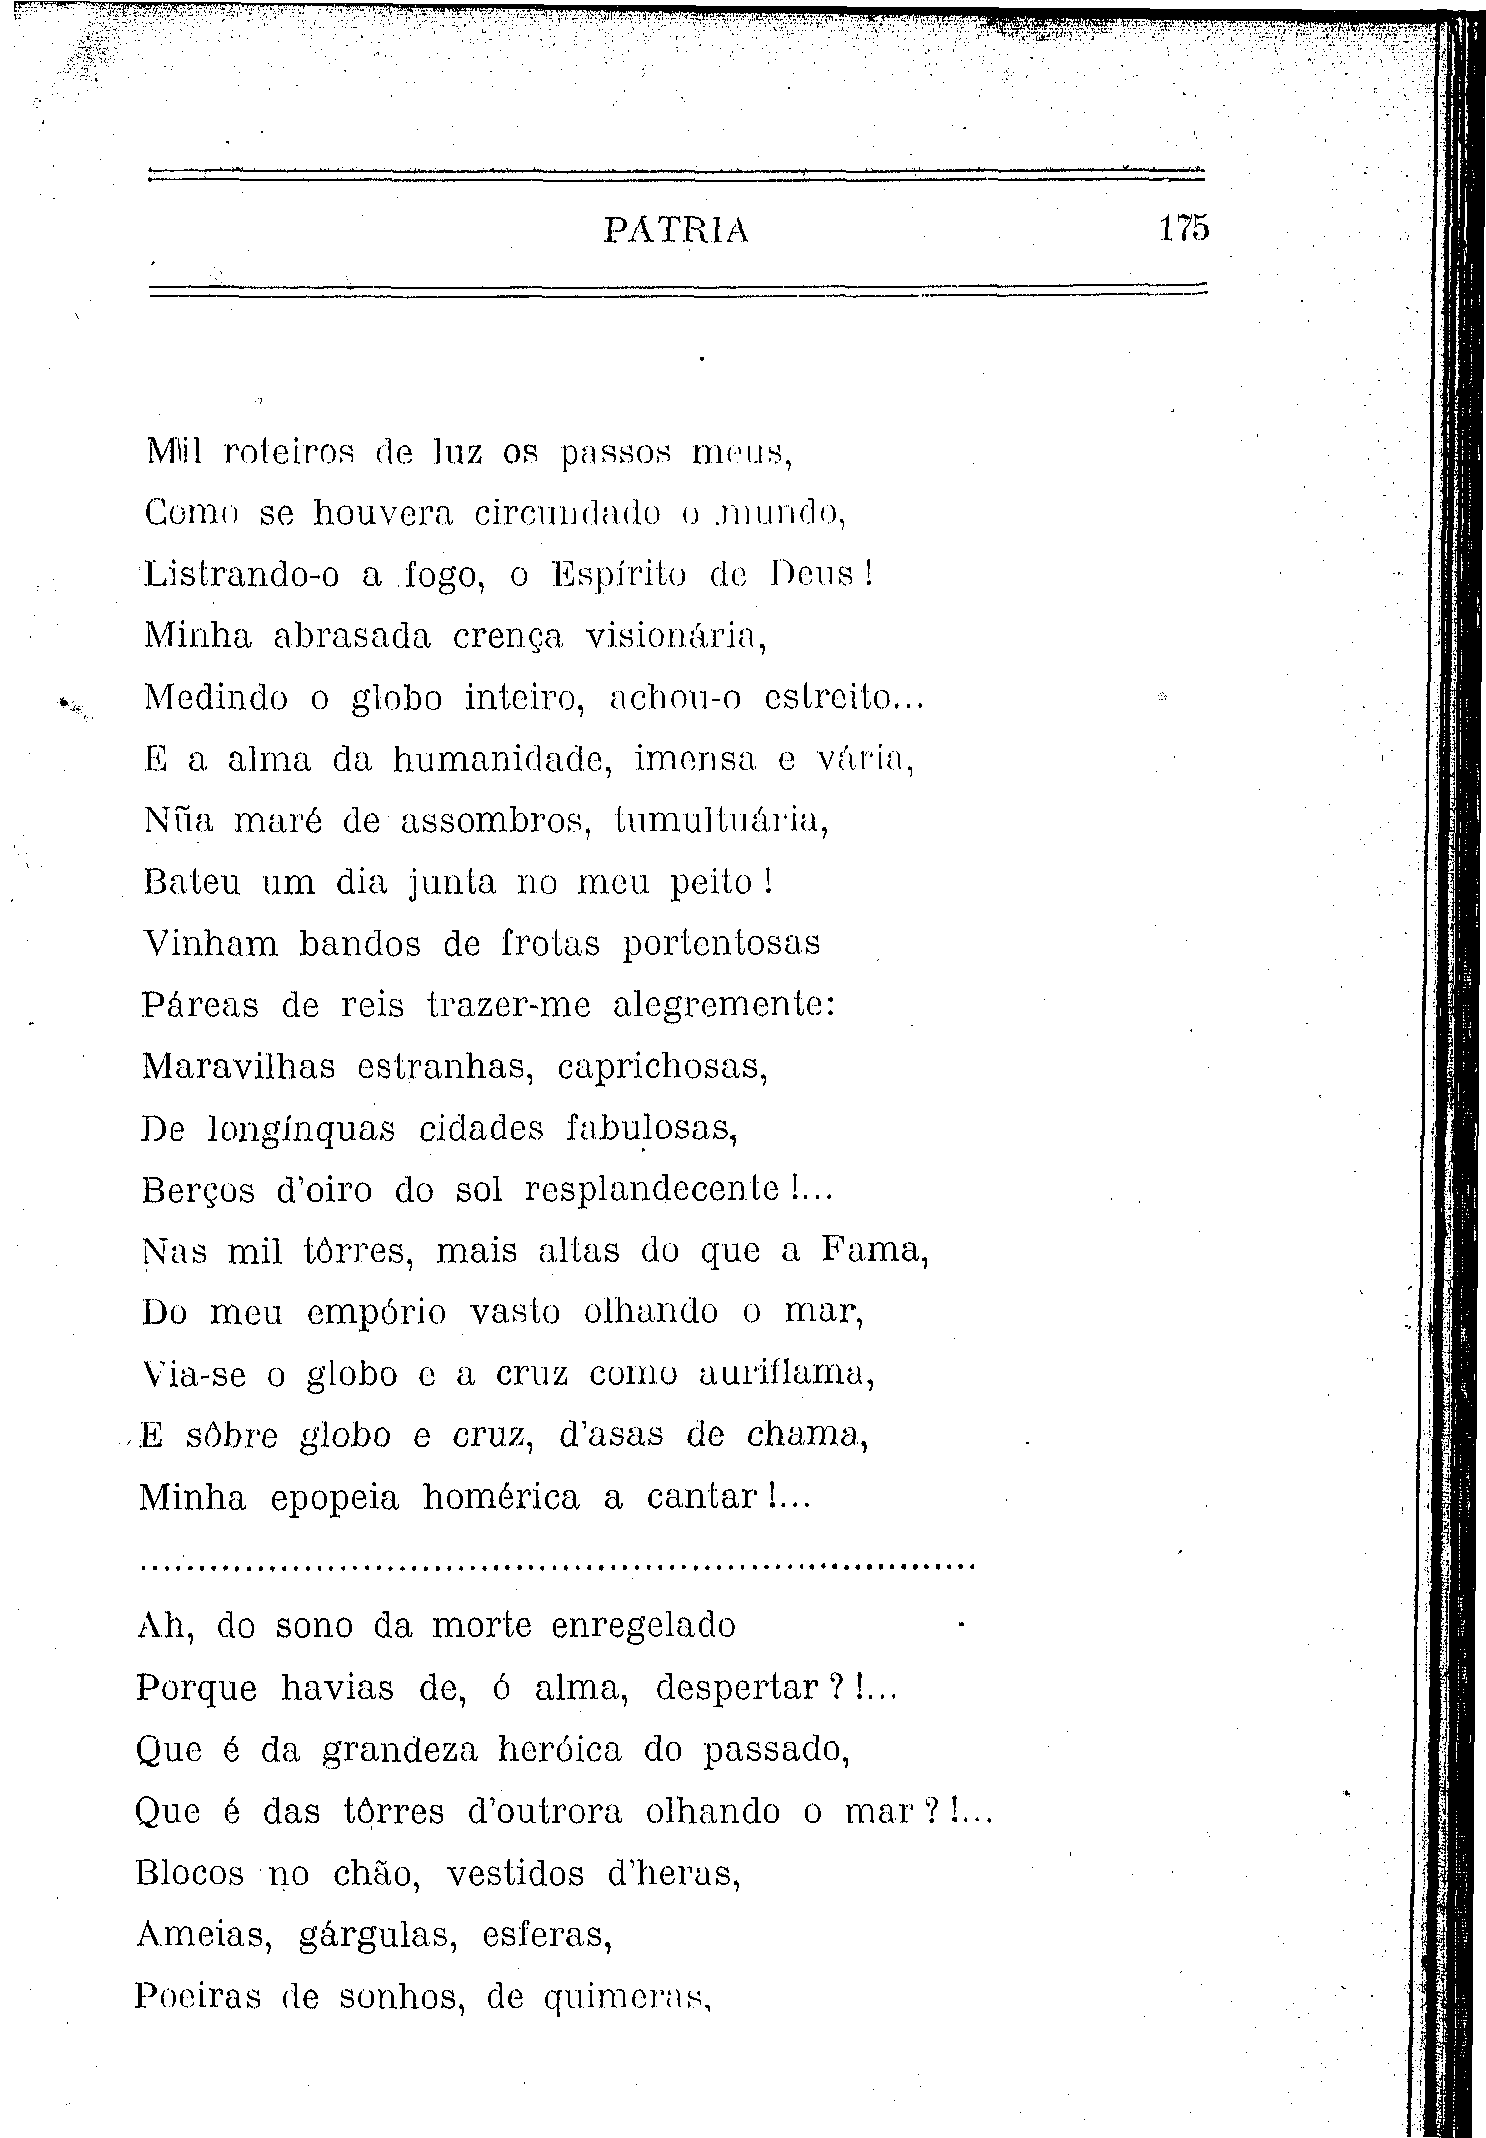 PÁTRIA 175
Mil roteiros de luz os passos meus,
Como se houvera circundado o mundo,
Listrando-o a fogo, o Espírito de Deus!
Minha abrasada crença visionária,
Medindo o globo inteiro, achou-o estreito...
E a alma da humanidade, imensa e vária,
Nũa maré de assombros, tumultuária,
Bateu um dia junta no meu peito!
Vinham bandos de frotas portentosas
Páreas de reis trazer-me alegremente:
Maravilhas estranhas, caprichosas,
De longínquas cidades fabulosas,
Berços d'oiro do sol resplandecente!...
Nas mil tôrres, mais altas do que a Fama,
Do meu empório vasto olhando o mar,
Via-se o globo e a cruz como auriflama,
E sôbre globo e cruz, d'asas de chama,
Minha epopeia homérica a cantar!...
........................................................................
Ah, do sono da morte enregelado
Porque havias de, ó alma, despertar?!...
Que é da grandeza heróica do passado,
Que é das tôrres d'outrora olhando o mar?!...
Blocos no chão, vestidos d'heras,
Ameias, gárgulas, esferas,
Poeiras de sonhos, de quimeras,